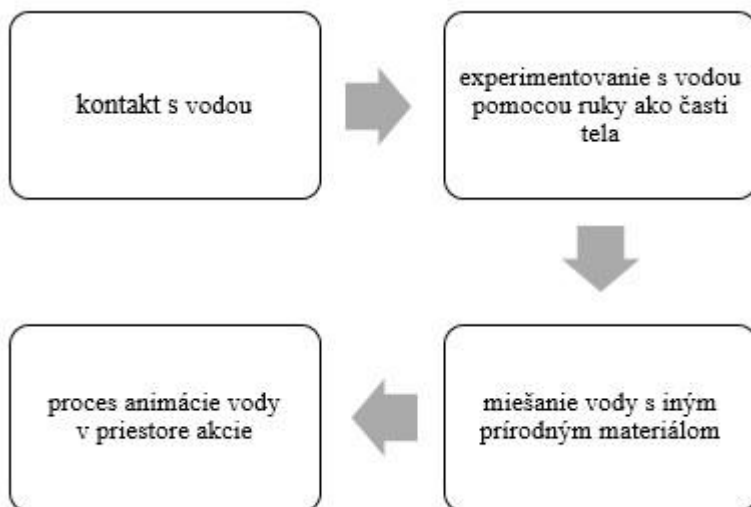 kontakt s vodou
experimentovanie s vodou
pomocou ruky ako časti
tela
miešanie vody s iným
prírodným materiálom
proces animácie vody
v priestore akcie